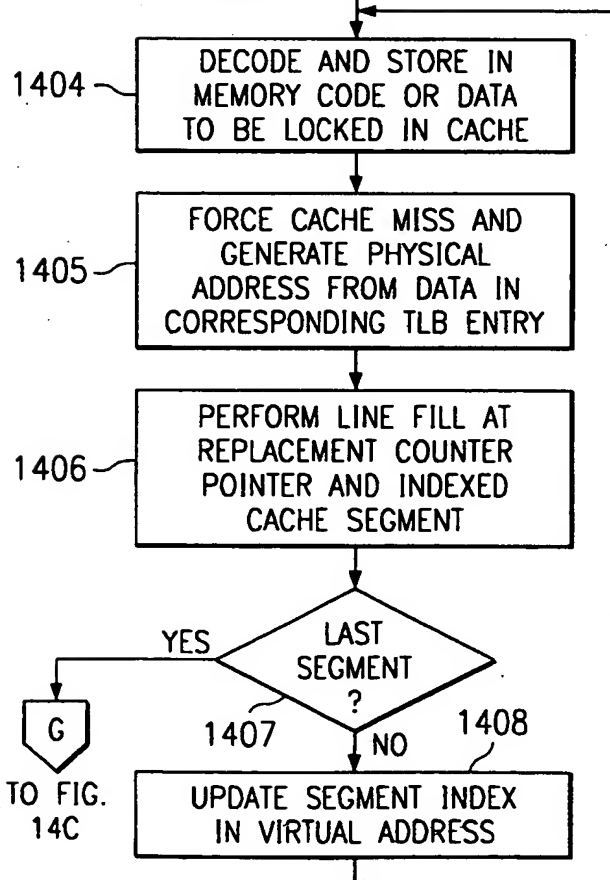 1404
DECODE AND STORE IN
MEMORY CODE OR DATA
TO BE LOCKED IN CACHE
1405
FORCE CACHE MISS AND
GENERATE PHYSICAL
ADDRESS FROM DATA IN
CORRESPONDING TLB ENTRY
1406
PERFORM LINE FILL AT
REPLACEMENT COUNTER
POINTER AND INDEXED
CACHE SEGMENT
YES
LAST
SEGMENT
?
1407
NO
G
TO FIG.
14C
1408
UPDATE SEGMENT INDEX
IN VIRTUAL ADDRESS